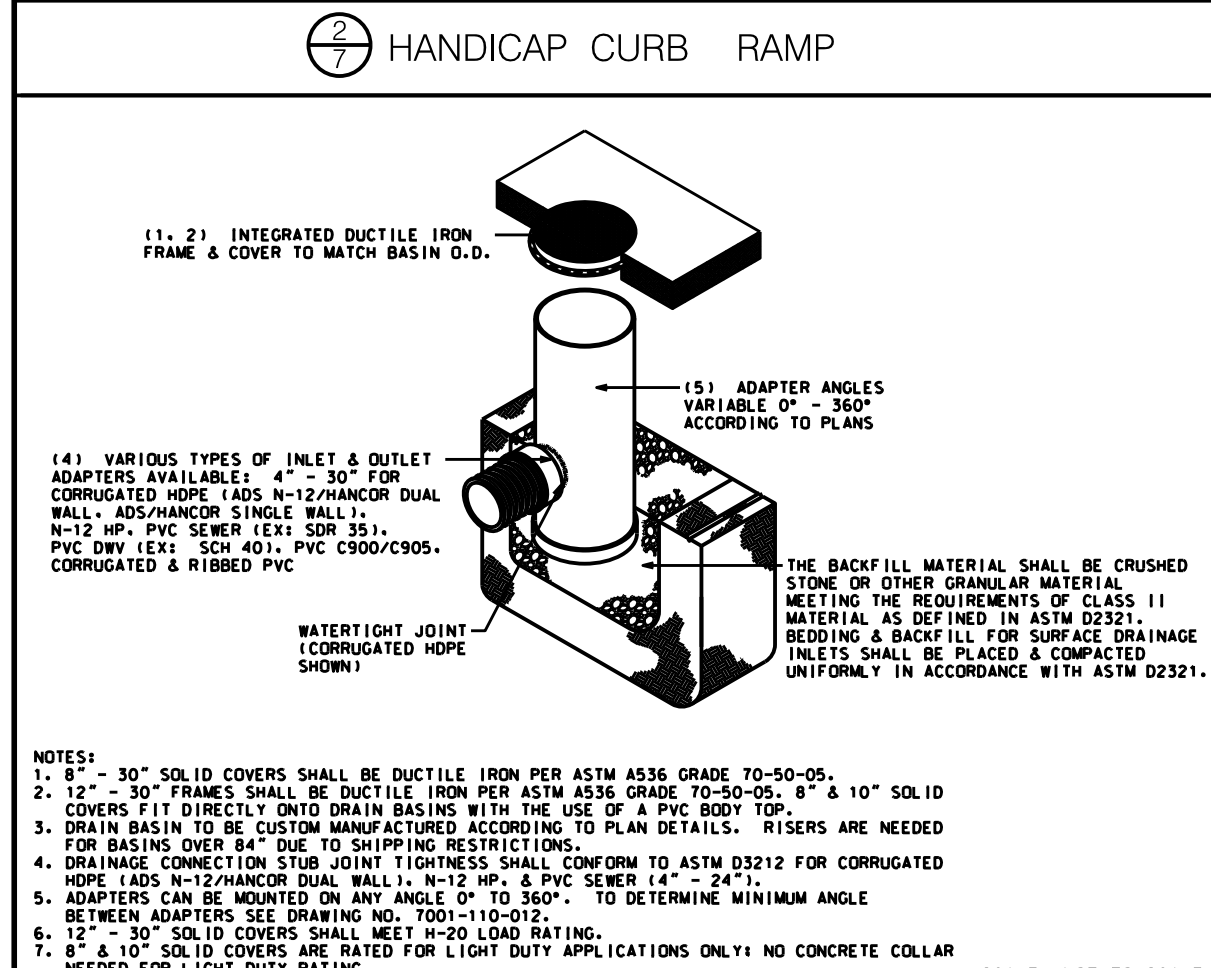 2
7
HANDICAP CURB RAMP
(1, 2) INTEGRATED DUCTILE IRON
FRAME & COVER TO MATCH BASIN O.D.
(5) ADAPTER ANGLES
VARIABLE 0° - 360°
ACCORDING TO PLANS
(4) VARIOUS TYPES OF INLET & OUTLET
ADAPTERS AVAILABLE: 4" - 30" FOR
CORRUGATED HDPE (ADS N-12/HANCOR DUAL
WALL, ADS/HANCOR SINGLE WALL),
N-12 HP, PVC SEWER (EX: SDR 35),
PVC DWV (EX: SCH 40), PVC C900/C905,
CORRUGATED & RIBBED PVC
WATERTIGHT JOINT
(CORRUGATED HDPE
SHOWN)
THE BACKFILL MATERIAL SHALL BE CRUSHED
STONE OR OTHER GRANULAR MATERIAL
MEETING THE REQUIREMENTS OF CLASS II
MATERIAL AS DEFINED IN ASTM D2321.
BEDDING & BACKFILL FOR SURFACE DRAINAGE
INLETS SHALL BE PLACED & COMPACTED
UNIFORMLY IN ACCORDANCE WITH ASTM D2321.
NOTES:
1. 8" - 30" SOLID COVERS SHALL BE DUCTILE IRON PER ASTM A536 GRADE 70-50-05.
2. 12" - 30" FRAMES SHALL BE DUCTILE IRON PER ASTM A536 GRADE 70-50-05. 8" & 10" SOLID
COVERS FIT DIRECTLY ONTO DRAIN BASINS WITH THE USE OF A PVC BODY TOP.
3. DRAIN BASIN TO BE CUSTOM MANUFACTURED ACCORDING TO PLAN DETAILS. RISERS ARE NEEDED
FOR BASINS OVER 84" DUE TO SHIPPING RESTRICTIONS.
4. DRAINAGE CONNECTION STUB JOINT TIGHTNESS SHALL CONFORM TO ASTM D3212 FOR CORRUGATED
HDPE (ADS N-12/HANCOR DUAL WALL), N-12 HP, & PVC SEWER (4" - 24").
5. ADAPTERS CAN BE MOUNTED ON ANY ANGLE 0° TO 360°. TO DETERMINE MINIMUM ANGLE
BETWEEN ADAPTERS SEE DRAWING NO. 7001-110-012.
6. 12" - 30" SOLID COVERS SHALL MEET H-20 LOAD RATING.
7. 8" & 10" SOLID COVERS ARE RATED FOR LIGHT DUTY APPLICATIONS ONLY: NO CONCRETE COLLAR
NEEDED FOR LIGHT DUTY RATING